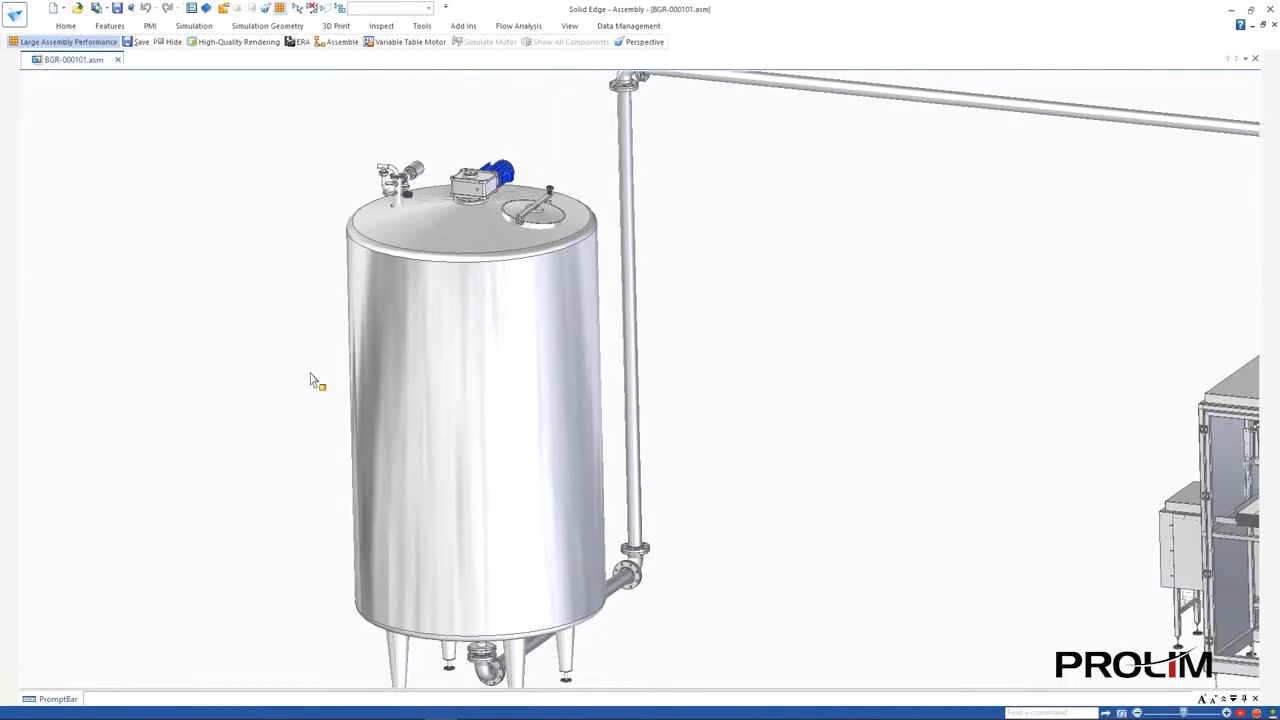 Solid Edge - Assembly - [BGR-000101.asm]
Home Features PMI Simulation Simulation Geometry 3D Print Inspect Tools Add Ins Flow Analysis View Data Management
Large Assembly Performance Save Hide High-Quality Rendering ERA Assemble Variable Table Motor Simulate Motor Show All Components Perspective
BGR-000101.asm
PROLIM
PromptBar
Find a command